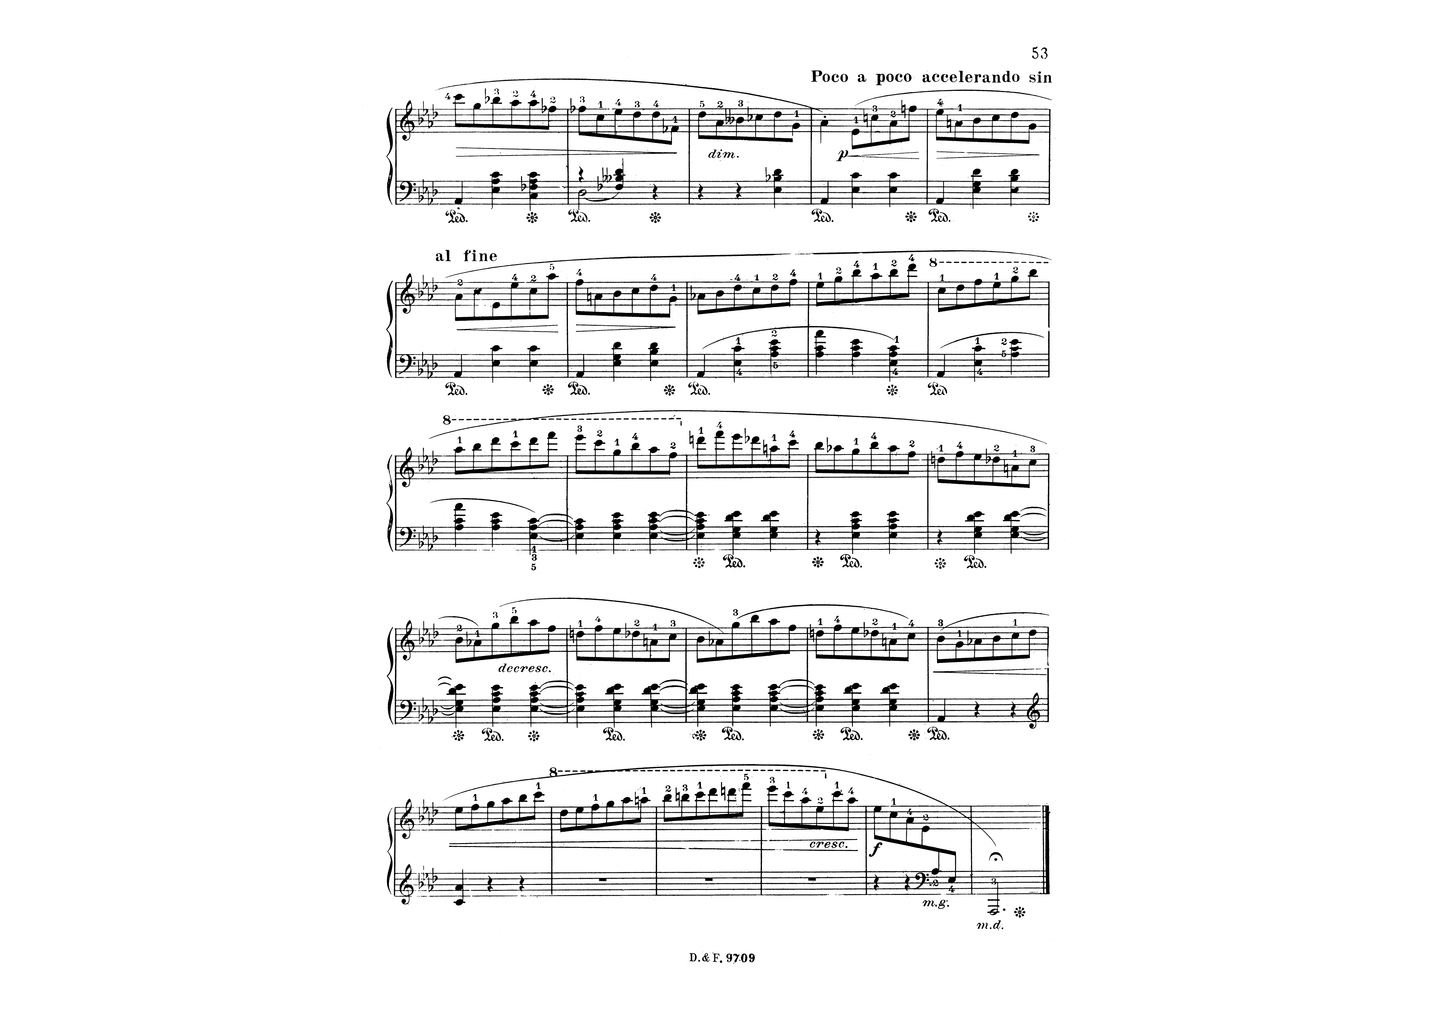 53
Poco a poco accelerando sin
dim.
p
Ped.
Ped.
Ped.
Ped.
al fine
8
Ped.
Ped.
Ped.
Ped
8
Ped.
Ped.
Ped.
decresc.
Ped.
Ped.
Ped.
Ped.
Ped.
8
cresc.
f
m.g.
m.d.
D.&F. 9709